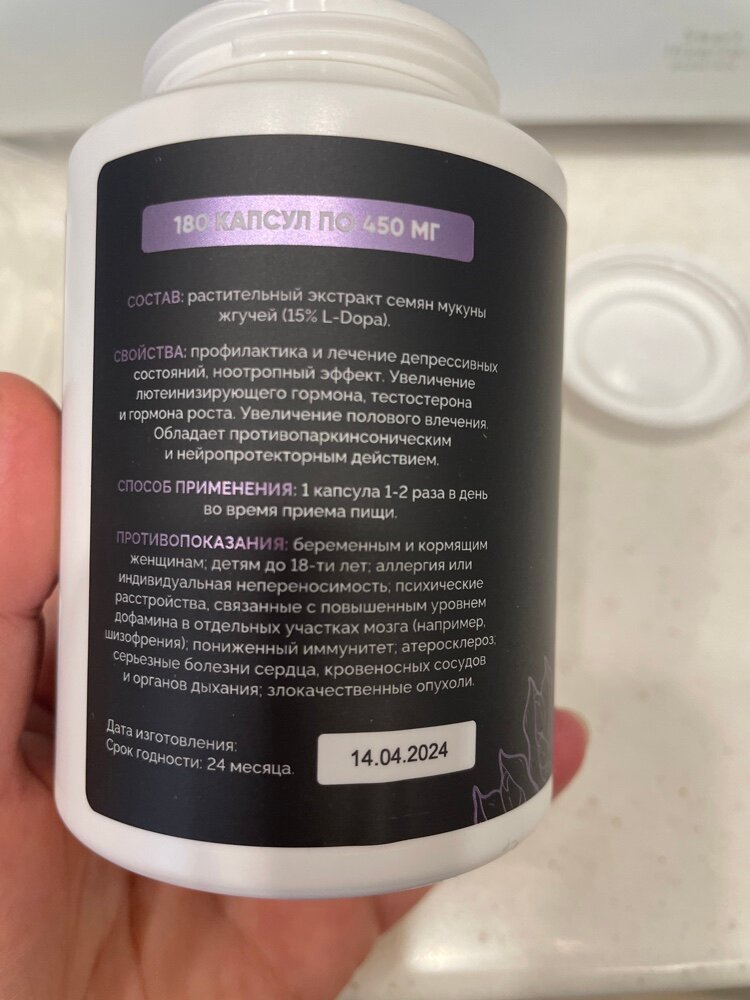 180 КАПСУЛ ПО 450 МГ
СОСТАВ: растительный экстракт семян мукуны
жгучей (15% L-Dopa).
СВОЙСТВА: профилактика и лечение депрессивных
состояний, ноотропный эффект. Увеличение
лютеинизирующего гормона, тестостерона
и гормона роста. Увеличение полового влечения.
Обладает противопаркинсоническим
и нейропротекторным действием.
СПОСОБ ПРИМЕНЕНИЯ: 1 капсула 1-2 раза в день
во время приема пищи.
ПРОТИВОПОКАЗАНИЯ: беременным и кормящим
женщинам; детям до 18-ти лет; аллергия или
индивидуальная непереносимость; психические
расстройства, связанные с повышенным уровнем
дофамина в отдельных участках мозга (например,
шизофрения); пониженный иммунитет; атеросклероз;
серьезные болезни сердца, кровеносных сосудов
и органов дыхания; злокачественные опухоли.
Дата изготовления:
Срок годности: 24 месяца.
14.04.2024